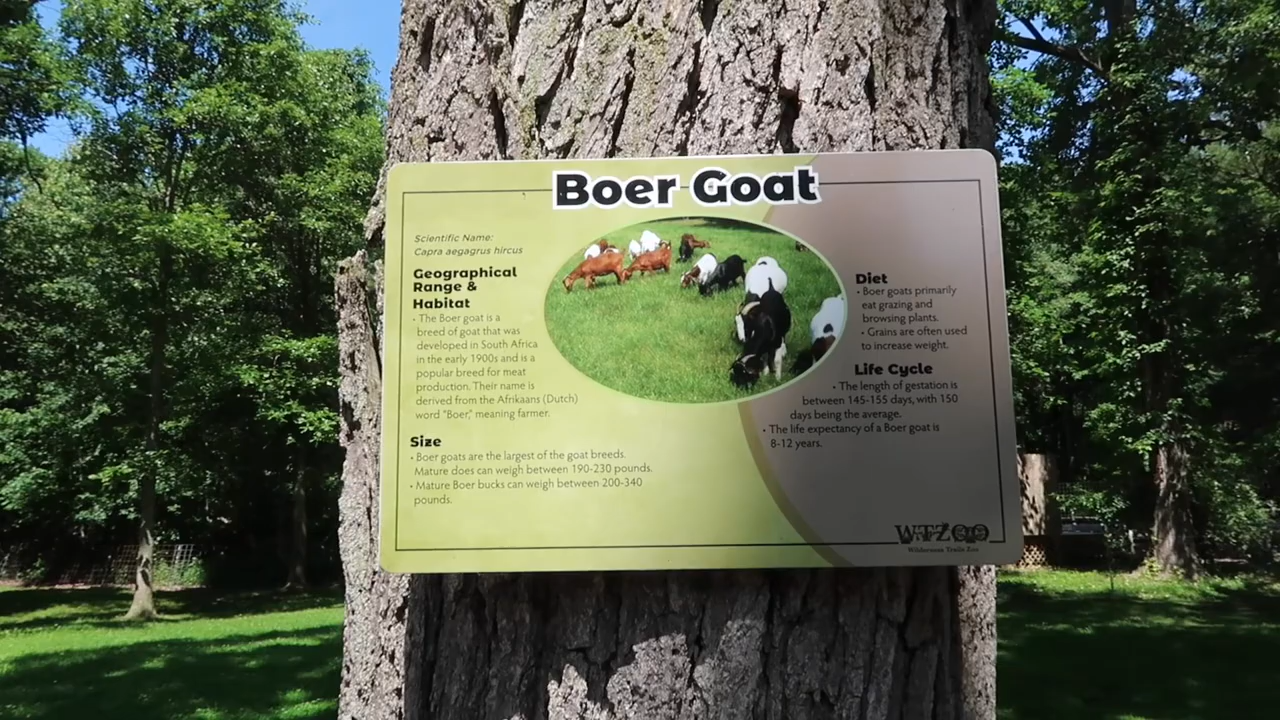 Boer Goat
Scientific Name:
Capra aegagrus hircus
Geographical
Range &
Habitat
• The Boer goat is a
breed of goat that was
developed in South Africa
in the early 1900s and is a
popular breed for meat
production. Their name is
derived from the Afrikaans (Dutch)
word "Boer," meaning farmer.
Size
• Boer goats are the largest of the goat breeds.
Mature does can weigh between 190-230 pounds.
• Mature Boer bucks can weigh between 200-340
pounds.
Diet
• Boer goats primarily
eat grazing and
browsing plants.
• Grains are often used
to increase weight.
Life Cycle
• The length of gestation is
between 145-155 days, with 150
days being the average.
• The life expectancy of a Boer goat is
8-12 years.
WTZOO
Wilderness Trails Zoo